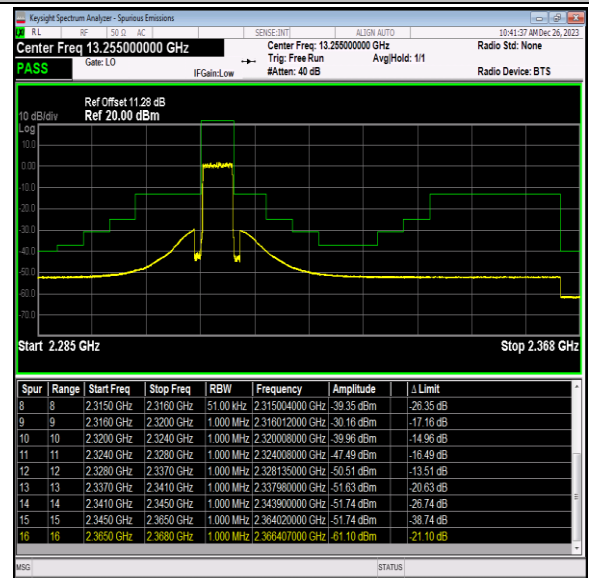 Keysight Spectrum Analyzer - Spurious Emissions
RL RF 50 Ω AC SENSE:INT ALIGN AUTO 10:41:37 AM Dec 26, 2023
Center Freq 13.255000000 GHz Center Freq: 13.255000000 GHz Radio Std: None
Gate: LO Trig: Free Run Avg|Hold: 1/1
PASS IFGain:Low #Atten: 40 dB Radio Device: BTS
Ref Offset 11.28 dB
10 dB/div Ref 20.00 dBm
Log
10.0
0.00
-10.0
-20.0
-30.0
-40.0
-50.0
-60.0
-70.0
Start 2.285 GHz Stop 2.368 GHz
Spur Range Start Freq Stop Freq RBW Frequency Amplitude Δ Limit
8 8 2.3150 GHz 2.3160 GHz 51.00 kHz 2.315004000 GHz -39.35 dBm -26.35 dB
9 9 2.3160 GHz 2.3200 GHz 1.000 MHz 2.316012000 GHz -30.16 dBm -17.16 dB
10 10 2.3200 GHz 2.3240 GHz 1.000 MHz 2.320008000 GHz -39.96 dBm -14.96 dB
11 11 2.3240 GHz 2.3280 GHz 1.000 MHz 2.324008000 GHz -47.49 dBm -16.49 dB
12 12 2.3280 GHz 2.3370 GHz 1.000 MHz 2.328135000 GHz -50.51 dBm -13.51 dB
13 13 2.3370 GHz 2.3410 GHz 1.000 MHz 2.337980000 GHz -51.63 dBm -20.63 dB
14 14 2.3410 GHz 2.3450 GHz 1.000 MHz 2.343900000 GHz -51.74 dBm -26.74 dB
15 15 2.3450 GHz 2.3650 GHz 1.000 MHz 2.364020000 GHz -51.74 dBm -38.74 dB
16 16 2.3650 GHz 2.3680 GHz 1.000 MHz 2.366407000 GHz -61.10 dBm -21.10 dB
MSG STATUS